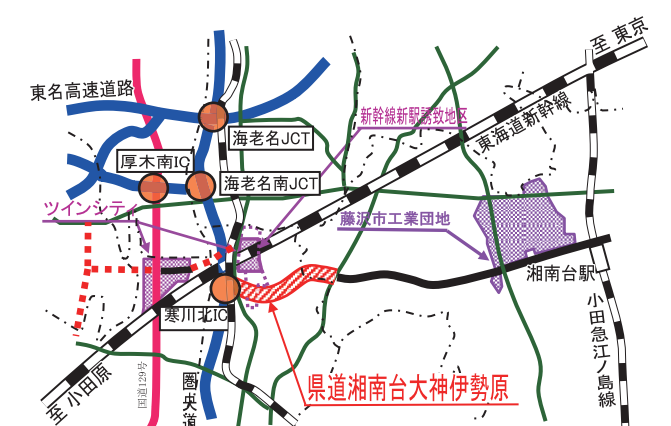 至 東京
東名高速道路
新幹線新駅誘致地区
東海道新幹線
海老名JCT
厚木南IC
海老名南JCT
ツインシティ
藤沢市工業団地
湘南台駅
寒川北IC
小田急江ノ島線
県道湘南台大神伊勢原
国道129号
圏央道
至 小田原